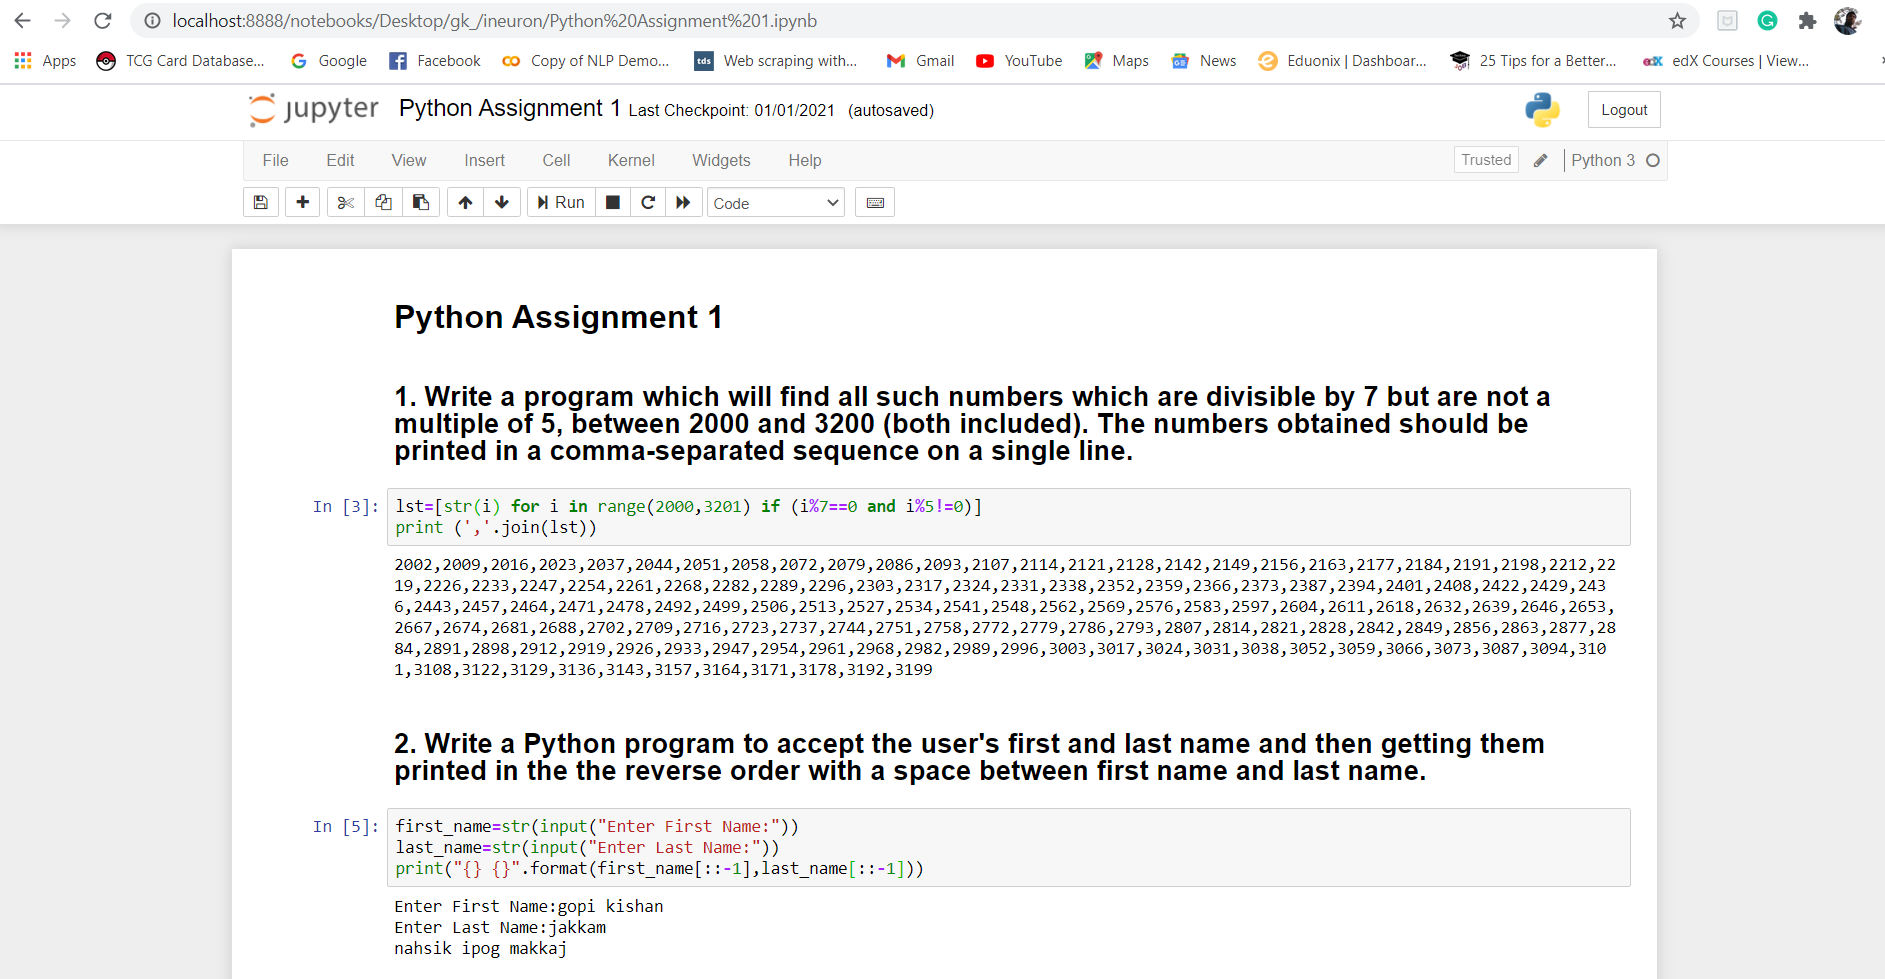 localhost:8888/notebooks/Desktop/gk_/ineuron/Python%20Assignment%201.ipynb
Apps TCG Card Database... Google Facebook Copy of NLP Demo... tds Web scraping with... Gmail YouTube Maps News Eduonix | Dashboar... 25 Tips for a Better... edX edX Courses | View...
jupyter Python Assignment 1 Last Checkpoint: 01/01/2021 (autosaved) Logout
File Edit View Insert Cell Kernel Widgets Help Trusted Python 3
Run Code
Python Assignment 1
1. Write a program which will find all such numbers which are divisible by 7 but are not a
multiple of 5, between 2000 and 3200 (both included). The numbers obtained should be
printed in a comma-separated sequence on a single line.
In [3]: lst=[str(i) for i in range(2000,3201) if (i%7==0 and i%5!=0)]
print (','.join(lst))
2002,2009,2016,2023,2037,2044,2051,2058,2072,2079,2086,2093,2107,2114,2121,2128,2142,2149,2156,2163,2177,2184,2191,2198,2212,22
19,2226,2233,2247,2254,2261,2268,2282,2289,2296,2303,2317,2324,2331,2338,2352,2359,2366,2373,2387,2394,2401,2408,2422,2429,243
6,2443,2457,2464,2471,2478,2492,2499,2506,2513,2527,2534,2541,2548,2562,2569,2576,2583,2597,2604,2611,2618,2632,2639,2646,2653,
2667,2674,2681,2688,2702,2709,2716,2723,2737,2744,2751,2758,2772,2779,2786,2793,2807,2814,2821,2828,2842,2849,2856,2863,2877,28
84,2891,2898,2912,2919,2926,2933,2947,2954,2961,2968,2982,2989,2996,3003,3017,3024,3031,3038,3052,3059,3066,3073,3087,3094,310
1,3108,3122,3129,3136,3143,3157,3164,3171,3178,3192,3199
2. Write a Python program to accept the user's first and last name and then getting them
printed in the the reverse order with a space between first name and last name.
In [5]: first_name=str(input("Enter First Name:"))
last_name=str(input("Enter Last Name:"))
print("{} {}".format(first_name[::-1],last_name[::-1]))
Enter First Name:gopi kishan
Enter Last Name:jakkam
nahsik ipog makkaj